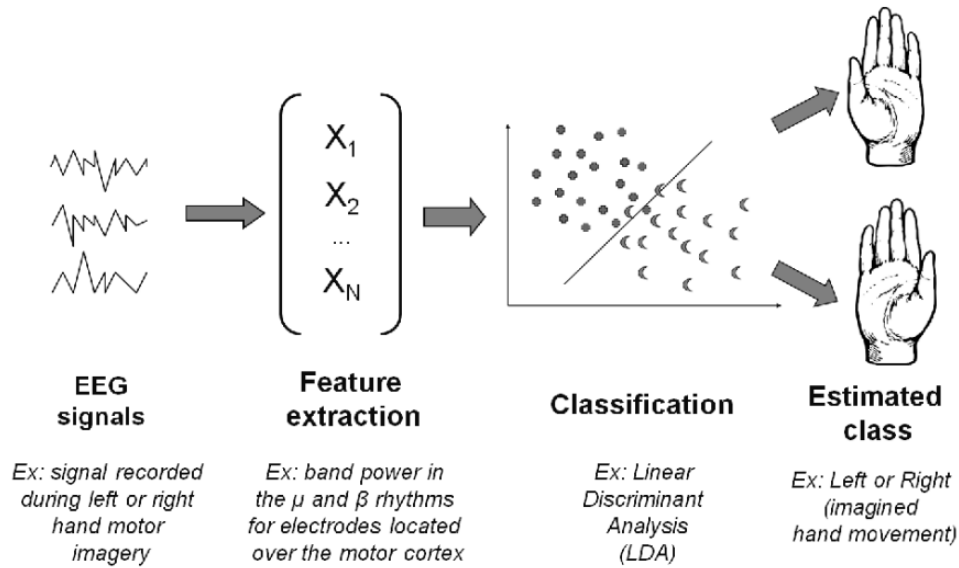 X1
X2
...
XN
EEG
signals
Feature
extraction
Classification
Estimated
class
Ex: signal recorded
during left or right
hand motor
imagery
Ex: band power in
the μ and β rhythms
for electrodes located
over the motor cortex
Ex: Linear
Discriminant
Analysis
(LDA)
Ex: Left or Right
(imagined
hand movement)